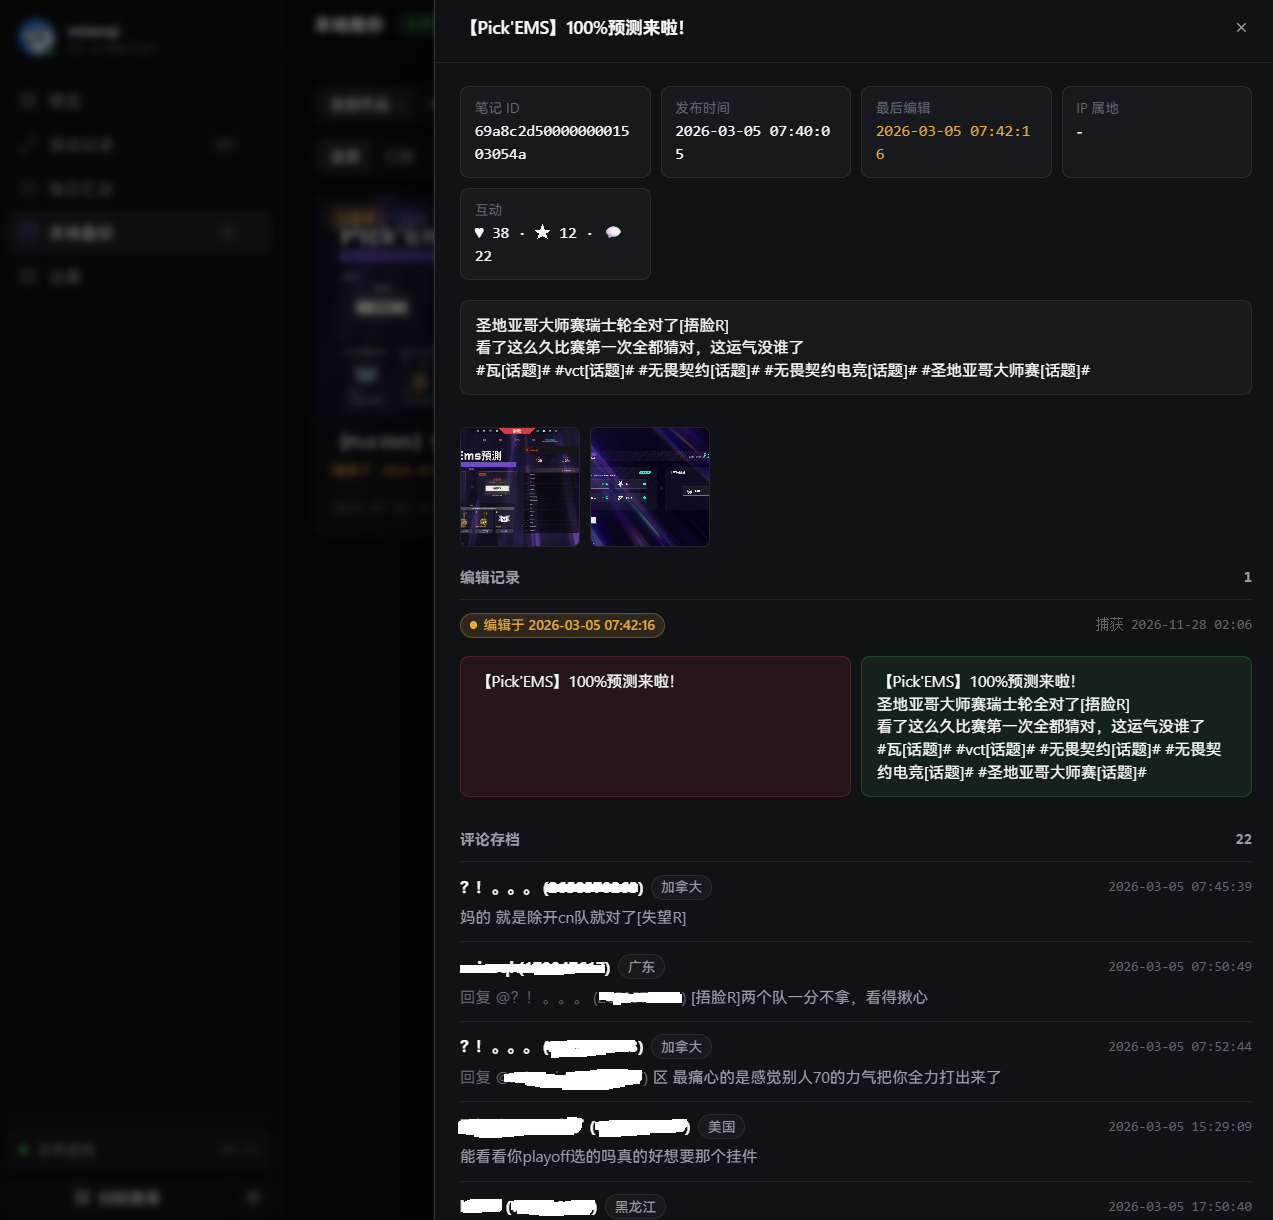 【Pick'EMS】100%预测来啦！
×
笔记 ID
69a8c2d50000000015
03054a
发布时间
2026-03-05 07:40:0
5
最后编辑
2026-03-05 07:42:1
6
IP 属地
-
互动
♥ 38 · ★ 12 · 💬
22
圣地亚哥大师赛瑞士轮全对了[捂脸R]
看了这么久比赛第一次全都猜对，这运气没谁了
#瓦[话题]# #vct[话题]# #无畏契约[话题]# #无畏契约电竞[话题]# #圣地亚哥大师赛[话题]#
Ems预测
编辑记录
1
编辑于 2026-03-05 07:42:16
捕获 2026-11-28 02:06
【Pick'EMS】100%预测来啦！
【Pick'EMS】100%预测来啦！
圣地亚哥大师赛瑞士轮全对了[捂脸R]
看了这么久比赛第一次全都猜对，这运气没谁了
#瓦[话题]# #vct[话题]# #无畏契约[话题]# #无畏契
约电竞[话题]# #圣地亚哥大师赛[话题]#
评论存档
22
？！。。。 ( ) 加拿大
2026-03-05 07:45:39
妈的 就是除开cn队就对了[失望R]
广东
2026-03-05 07:50:49
回复 @？！。。。 ( ) [捂脸R]两个队一分不拿，看得揪心
？！。。。 ( ) 加拿大
2026-03-05 07:52:44
回复 @ ) 区 最痛心的是感觉别人70的力气把你全力打出来了
( ) 美国
2026-03-05 15:29:09
能看看你playoff选的吗真的好想要那个挂件
( ) 黑龙江
2026-03-05 17:50:40